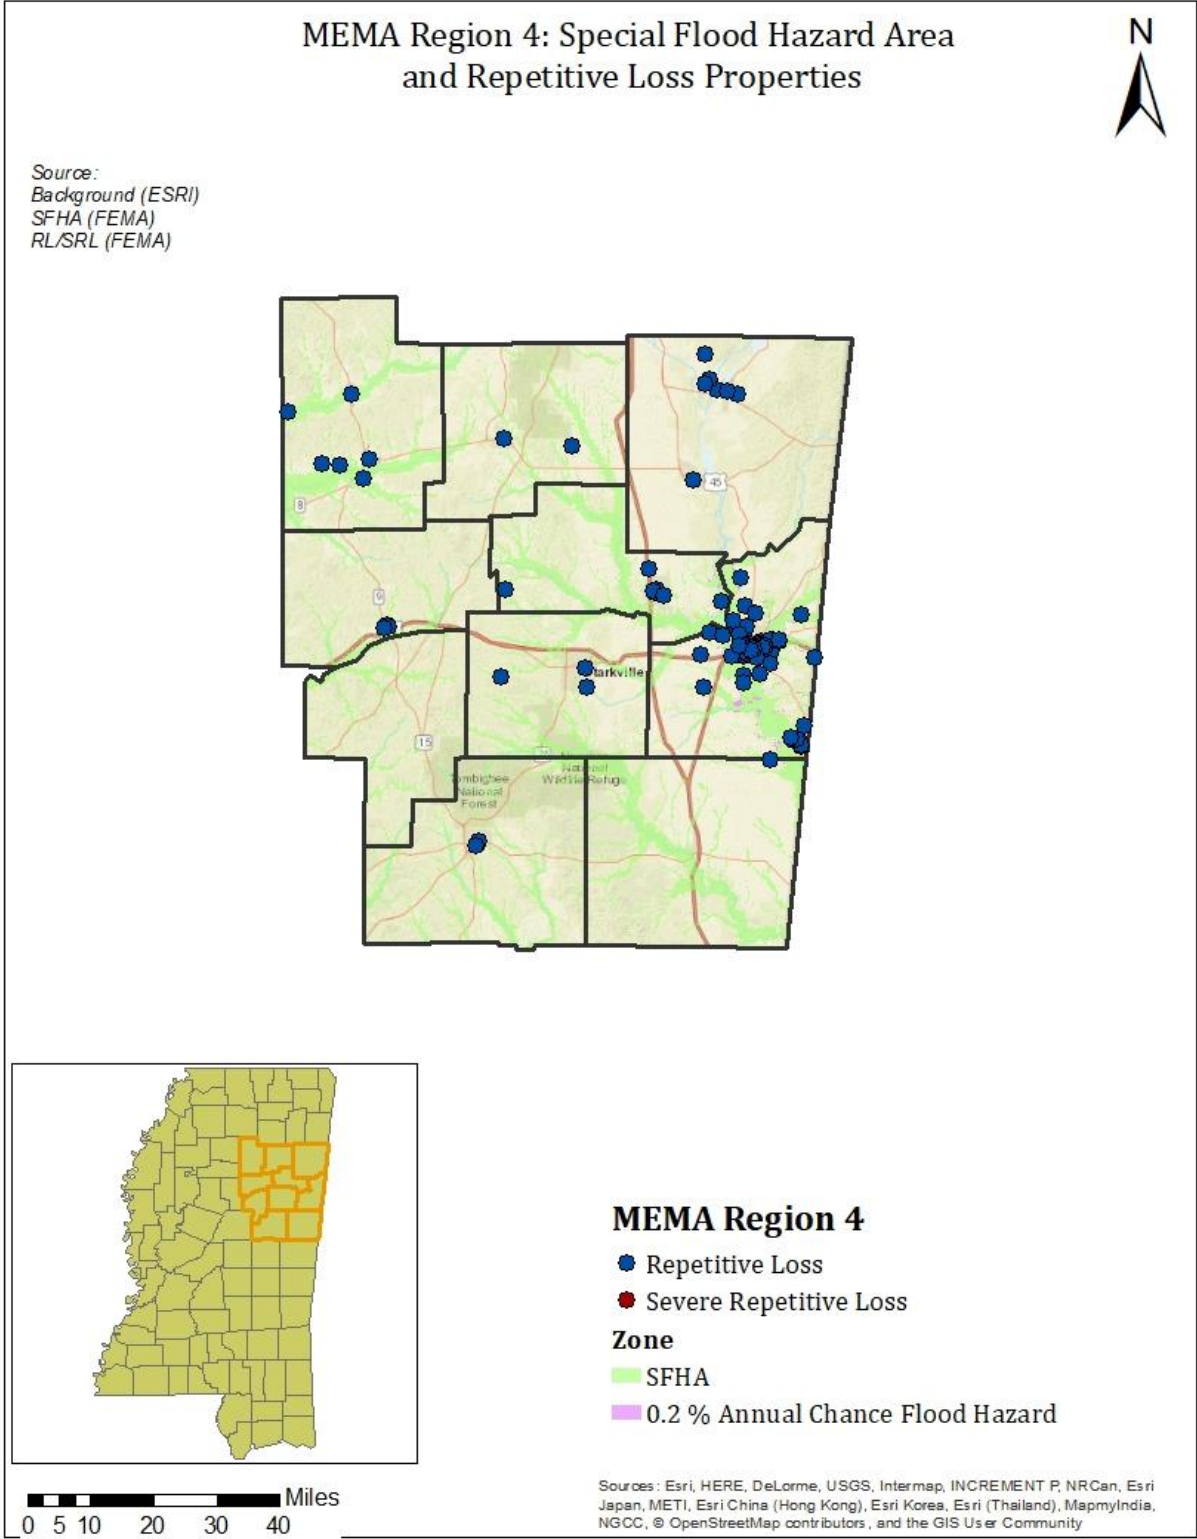 MEMA Region 4: Special Flood Hazard Area
and Repetitive Loss Properties
N
Source:
Background (ESRI)
SFHA (FEMA)
RL/SRL (FEMA)
45
8
9
tarkville
15
National
Wildlife Refuge
Tombigbee
National
Forest
MEMA Region 4
Repetitive Loss
Severe Repetitive Loss
Zone
SFHA
0.2 % Annual Chance Flood Hazard
Miles
0 5 10 20 30 40
Sources: Esri, HERE, DeLorme, USGS, Intermap, INCREMENT P, NRCan, Esri
Japan, METI, Esri China (Hong Kong), Esri Korea, Esri (Thailand), MapmyIndia,
NGCC, © OpenStreetMap contributors, and the GIS User Community